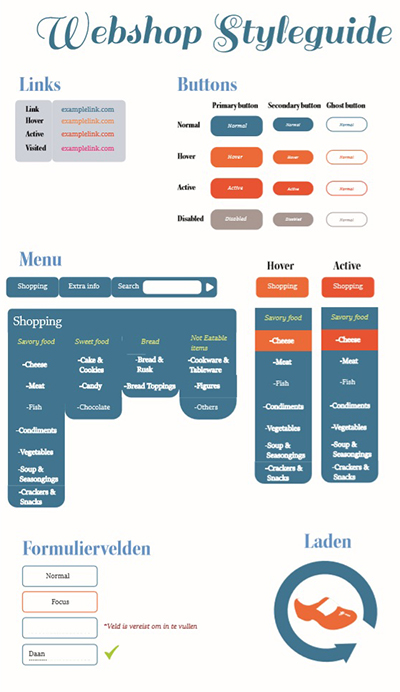 Webshop Styleguide
Links
Link examplelink.com
Hover examplelink.com
Active examplelink.com
Visited examplelink.com
Buttons
Primary button Secondary button Ghost button
Normal Normal Normal Normal
Hover Hover Hover Hover
Active Active Active Active
Disabled Disabled Disabled Normal
Menu
Shopping Extra info Search
Shopping
Savory food Sweet food Bread Not Eatable items
-Cheese
-Meat
-Fish
-Condiments
-Vegetables
-Soup &
Seasongings
-Crackers &
Snacks
-Cake &
Cookies
-Candy
-Chocolate
-Bread &
Rusk
-Bread Toppings
-Cookware &
Tableware
-Figures
-Others
Hover
Shopping
Savory food
-Cheese
-Meat
-Fish
-Condiments
-Vegetables
-Soup &
Seasongings
-Crackers &
Snacks
Active
Shopping
Savory food
-Cheese
-Meat
-Fish
-Condiments
-Vegetables
-Soup &
Seasongings
-Crackers &
Snacks
Formuliervelden
Normal
Focus
*Veld is vereist om in te vullen
Daan
Laden